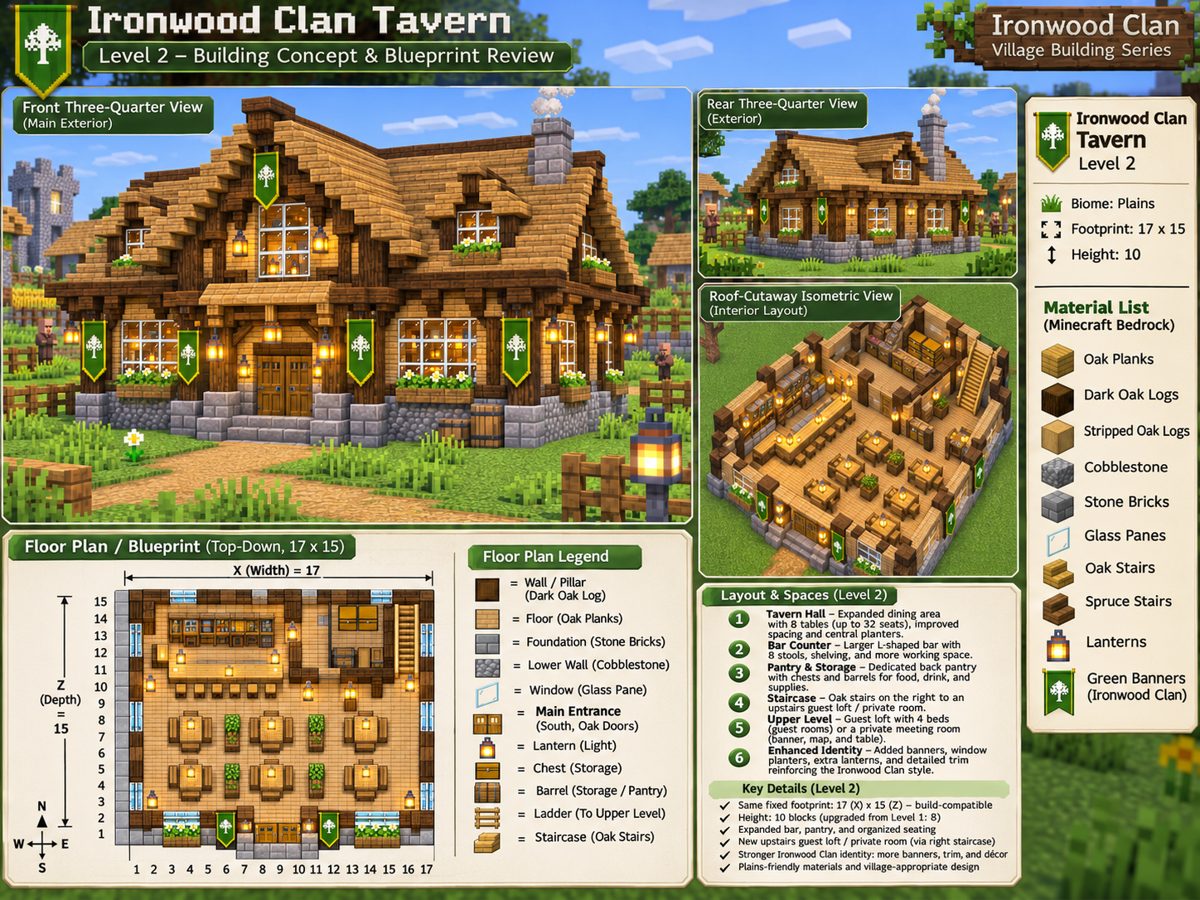 Ironwood Clan Tavern
Level 2 – Building Concept & Blueprint Review
Ironwood Clan
Village Building Series
Front Three-Quarter View
(Main Exterior)
Rear Three-Quarter View
(Exterior)
Roof-Cutaway Isometric View
(Interior Layout)
Ironwood Clan
Tavern
Level 2
Biome: Plains
Footprint: 17 x 15
Height: 10
Material List
(Minecraft Bedrock)
Oak Planks
Dark Oak Logs
Stripped Oak Logs
Cobblestone
Stone Bricks
Glass Panes
Oak Stairs
Spruce Stairs
Lanterns
Green Banners
(Ironwood Clan)
Floor Plan / Blueprint (Top-Down, 17 x 15)
X (Width) = 17
Z
(Depth)
=
15
15
14
13
12
11
10
9
8
7
6
5
4
3
2
1
N
W E
S
1 2 3 4 5 6 7 8 9 10 11 12 13 14 15 16 17
Floor Plan Legend
= Wall / Pillar
(Dark Oak Log)
= Floor (Oak Planks)
= Foundation (Stone Bricks)
= Lower Wall (Cobblestone)
= Window (Glass Pane)
= Main Entrance
(South, Oak Doors)
= Lantern (Light)
= Chest (Storage)
= Barrel (Storage / Pantry)
= Ladder (To Upper Level)
= Staircase (Oak Stairs)
Layout & Spaces (Level 2)
1 Tavern Hall – Expanded dining area
with 8 tables (up to 32 seats), improved
spacing and central planters.
2 Bar Counter – Larger L-shaped bar with
8 stools, shelving, and more working space.
3 Pantry & Storage – Dedicated back pantry
with chests and barrels for food, drink, and
supplies.
4 Staircase – Oak stairs on the right to an
upstairs guest loft / private room.
5 Upper Level – Guest loft with 4 beds
(guest rooms) or a private meeting room
(banner, map, and table).
6 Enhanced Identity – Added banners, window
planters, extra lanterns, and detailed trim
reinforcing the Ironwood Clan style.
Key Details (Level 2)
✓ Same fixed footprint: 17 (X) x 15 (Z) – build-compatible
✓ Height: 10 blocks (upgraded from Level 1: 8)
✓ Expanded bar, pantry, and organized seating
✓ New upstairs guest loft / private room (via right staircase)
✓ Stronger Ironwood Clan identity: more banners, trim, and décor
✓ Plains-friendly materials and village-appropriate design